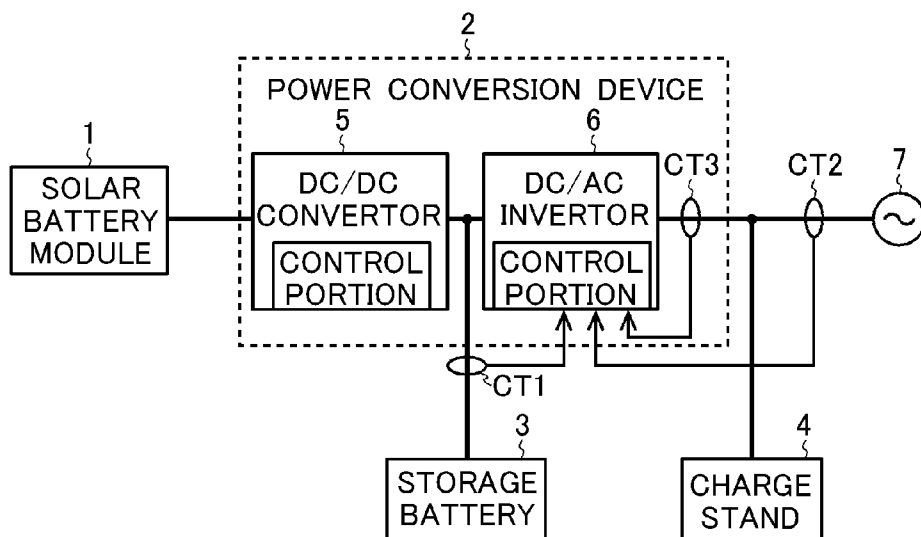 2
POWER CONVERSION DEVICE
1
5
6
7
SOLAR
BATTERY
MODULE
DC/DC
CONVERTOR
CONTROL
PORTION
DC/AC
INVERTOR
CONTROL
PORTION
CT3
CT2
CT1
3
4
STORAGE
BATTERY
CHARGE
STAND